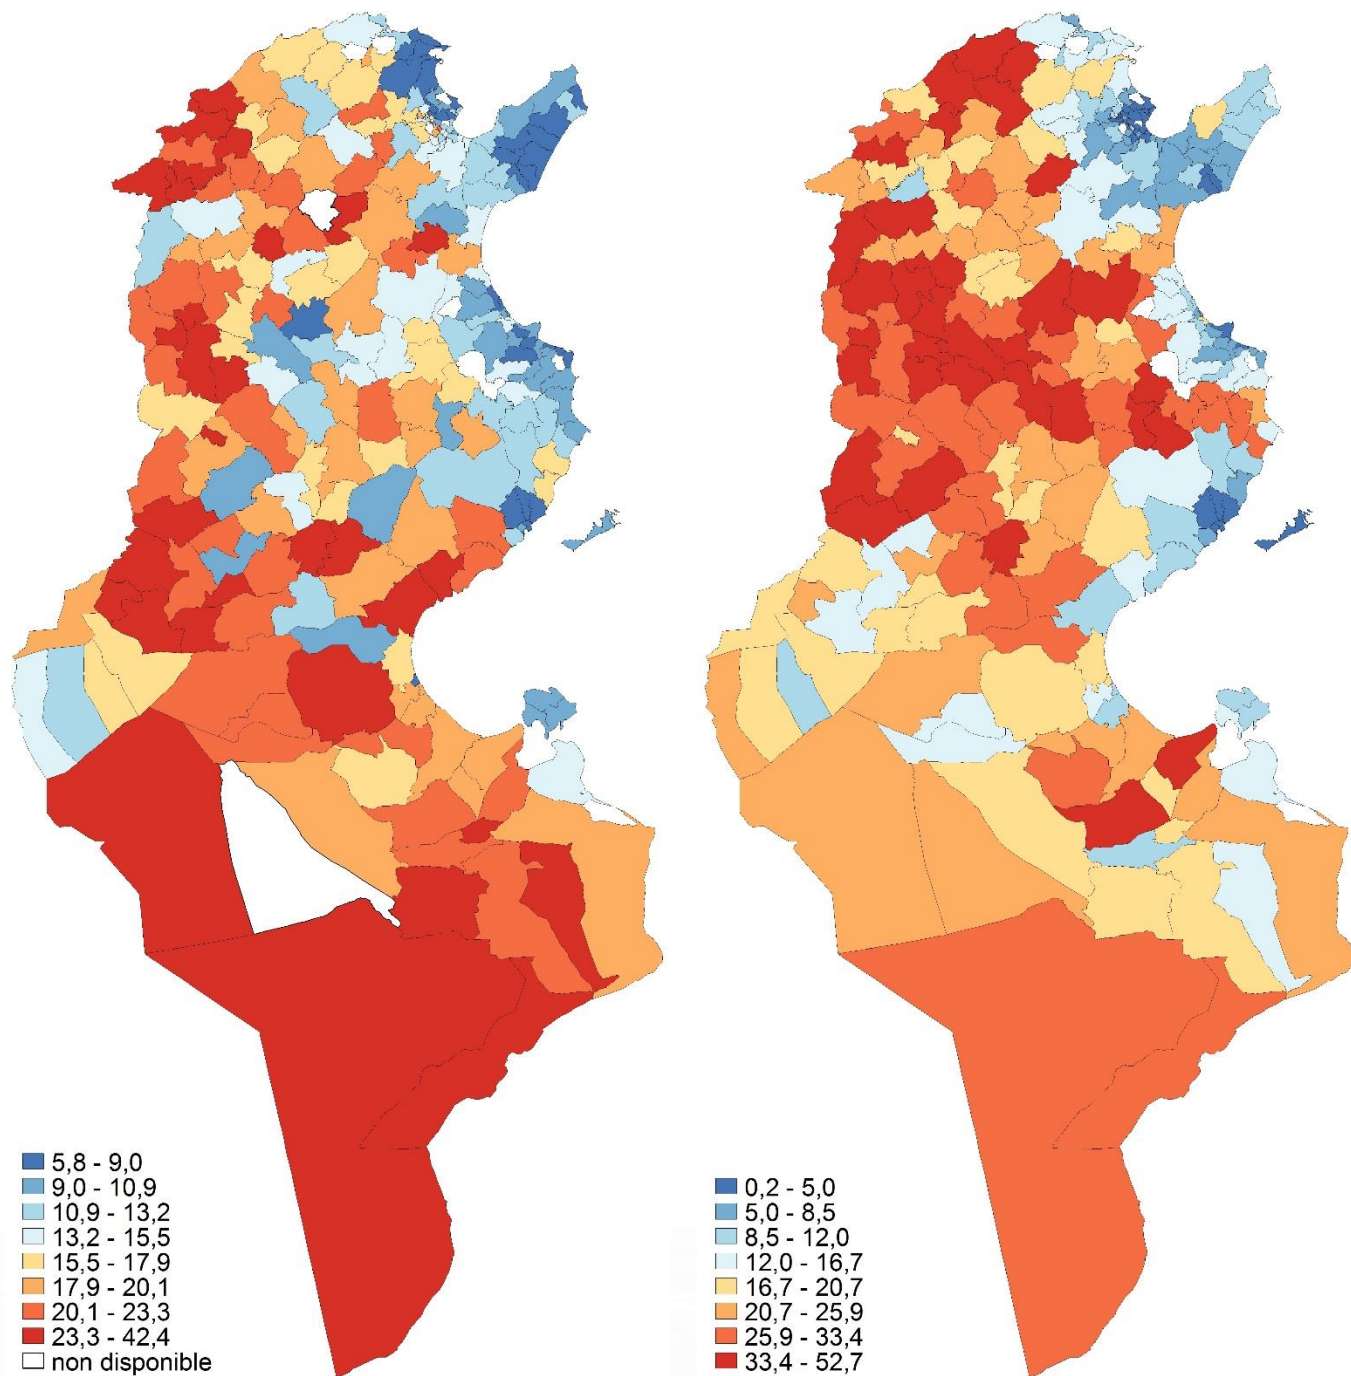 5,8 - 9,0
9,0 - 10,9
10,9 - 13,2
13,2 - 15,5
15,5 - 17,9
17,9 - 20,1
20,1 - 23,3
23,3 - 42,4
non disponible
0,2 - 5,0
5,0 - 8,5
8,5 - 12,0
12,0 - 16,7
16,7 - 20,7
20,7 - 25,9
25,9 - 33,4
33,4 - 52,7